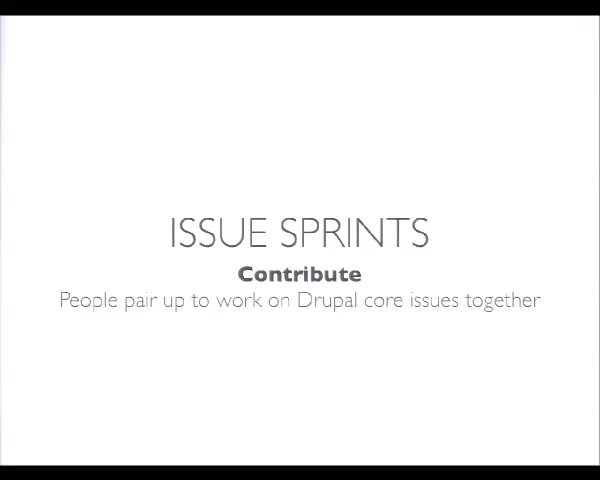 ISSUE SPRINTS
Contribute
People pair up to work on Drupal core issues together